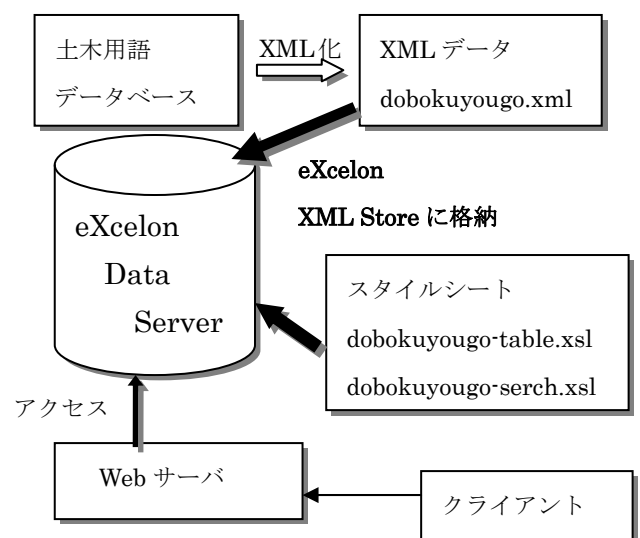 土木用語
データベース
XML化
XML データ
dobokuyougo.xml
eXcelon
XML Store に格納
eXcelon
Data
Server
スタイルシート
dobokuyougo-table.xsl
dobokuyougo-serch.xsl
アクセス
Web サーバ
クライアント